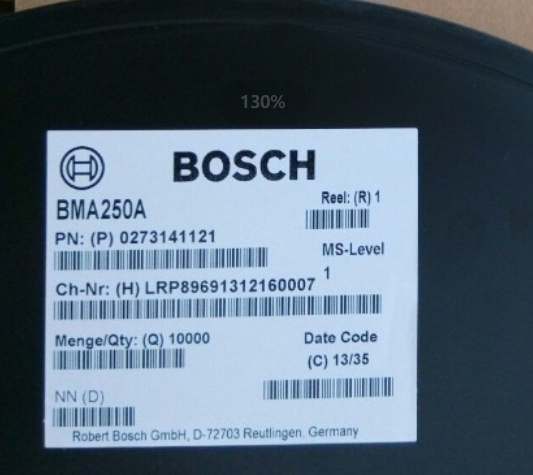 130%
BOSCH
BMA250A
Reel: (R) 1
PN: (P) 0273141121
MS-Level
1
Ch-Nr: (H) LRP89691312160007
Menge/Qty: (Q) 10000
Date Code
(C) 13/35
NN (D)
Robert Bosch GmbH, D-72703 Reutlingen, Germany